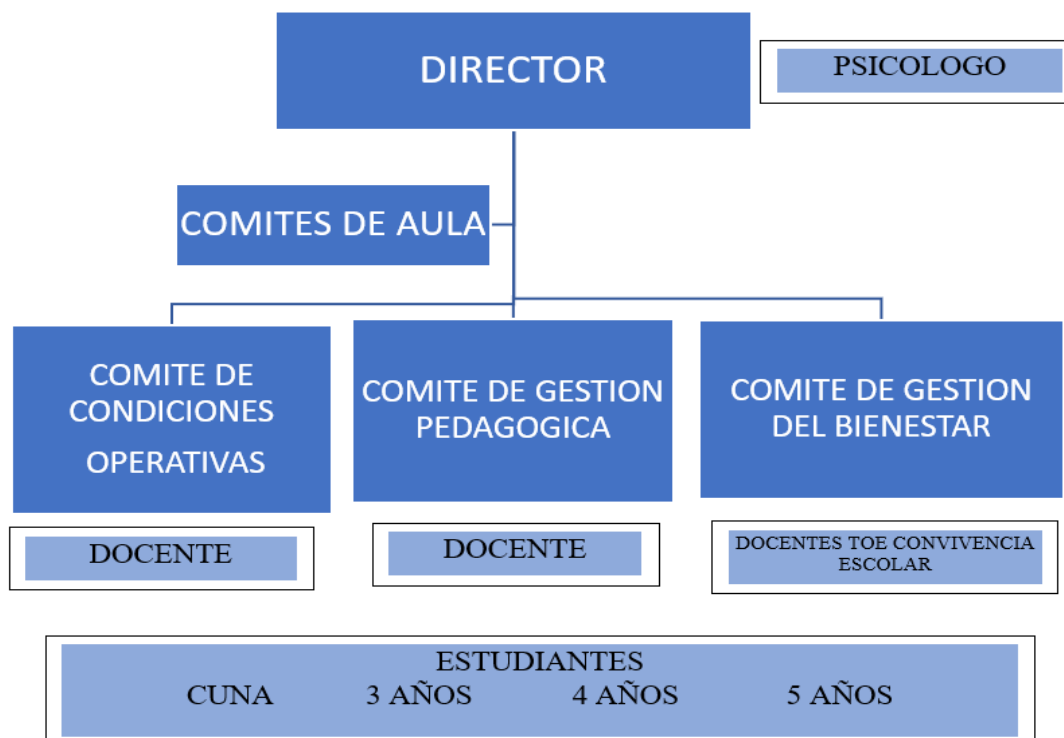 DIRECTOR
PSICOLOGO
COMITES DE AULA
COMITE DE
CONDICIONES
OPERATIVAS
COMITE DE GESTION
PEDAGOGICA
COMITE DE GESTION
DEL BIENESTAR
DOCENTE
DOCENTE
DOCENTES TOE CONVIVENCIA
ESCOLAR
ESTUDIANTES
CUNA 3 AÑOS 4 AÑOS 5 AÑOS